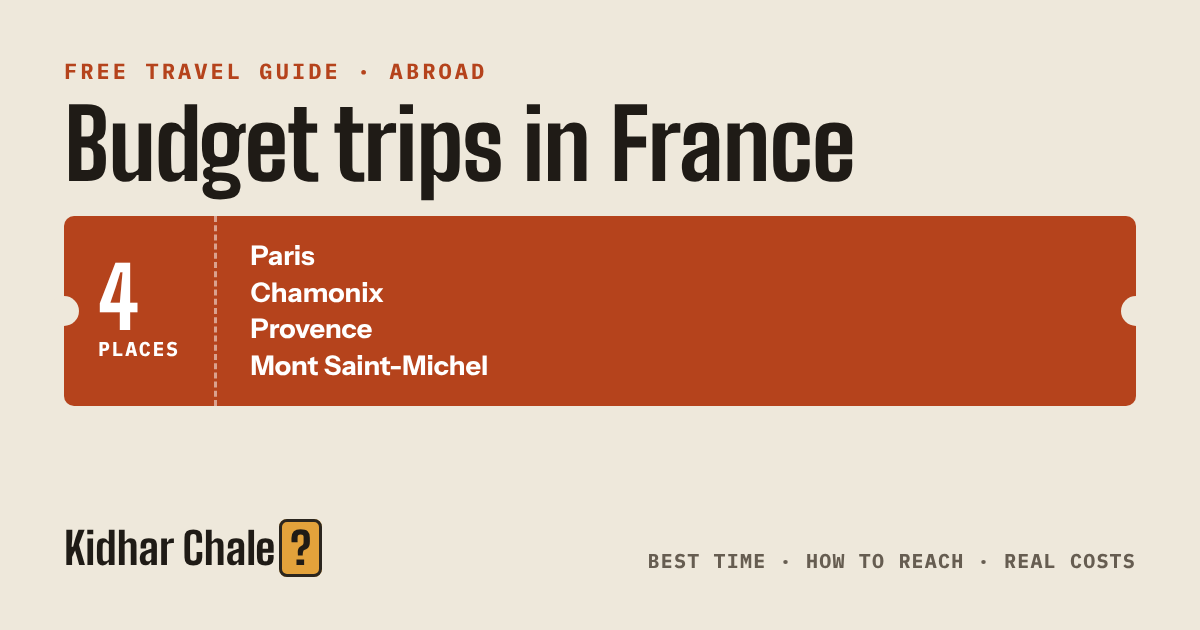 FREE TRAVEL GUIDE · ABROAD
Budget trips in France
4
PLACES
Paris
Chamonix
Provence
Mont Saint-Michel
Kidhar Chale ?
BEST TIME · HOW TO REACH · REAL COSTS